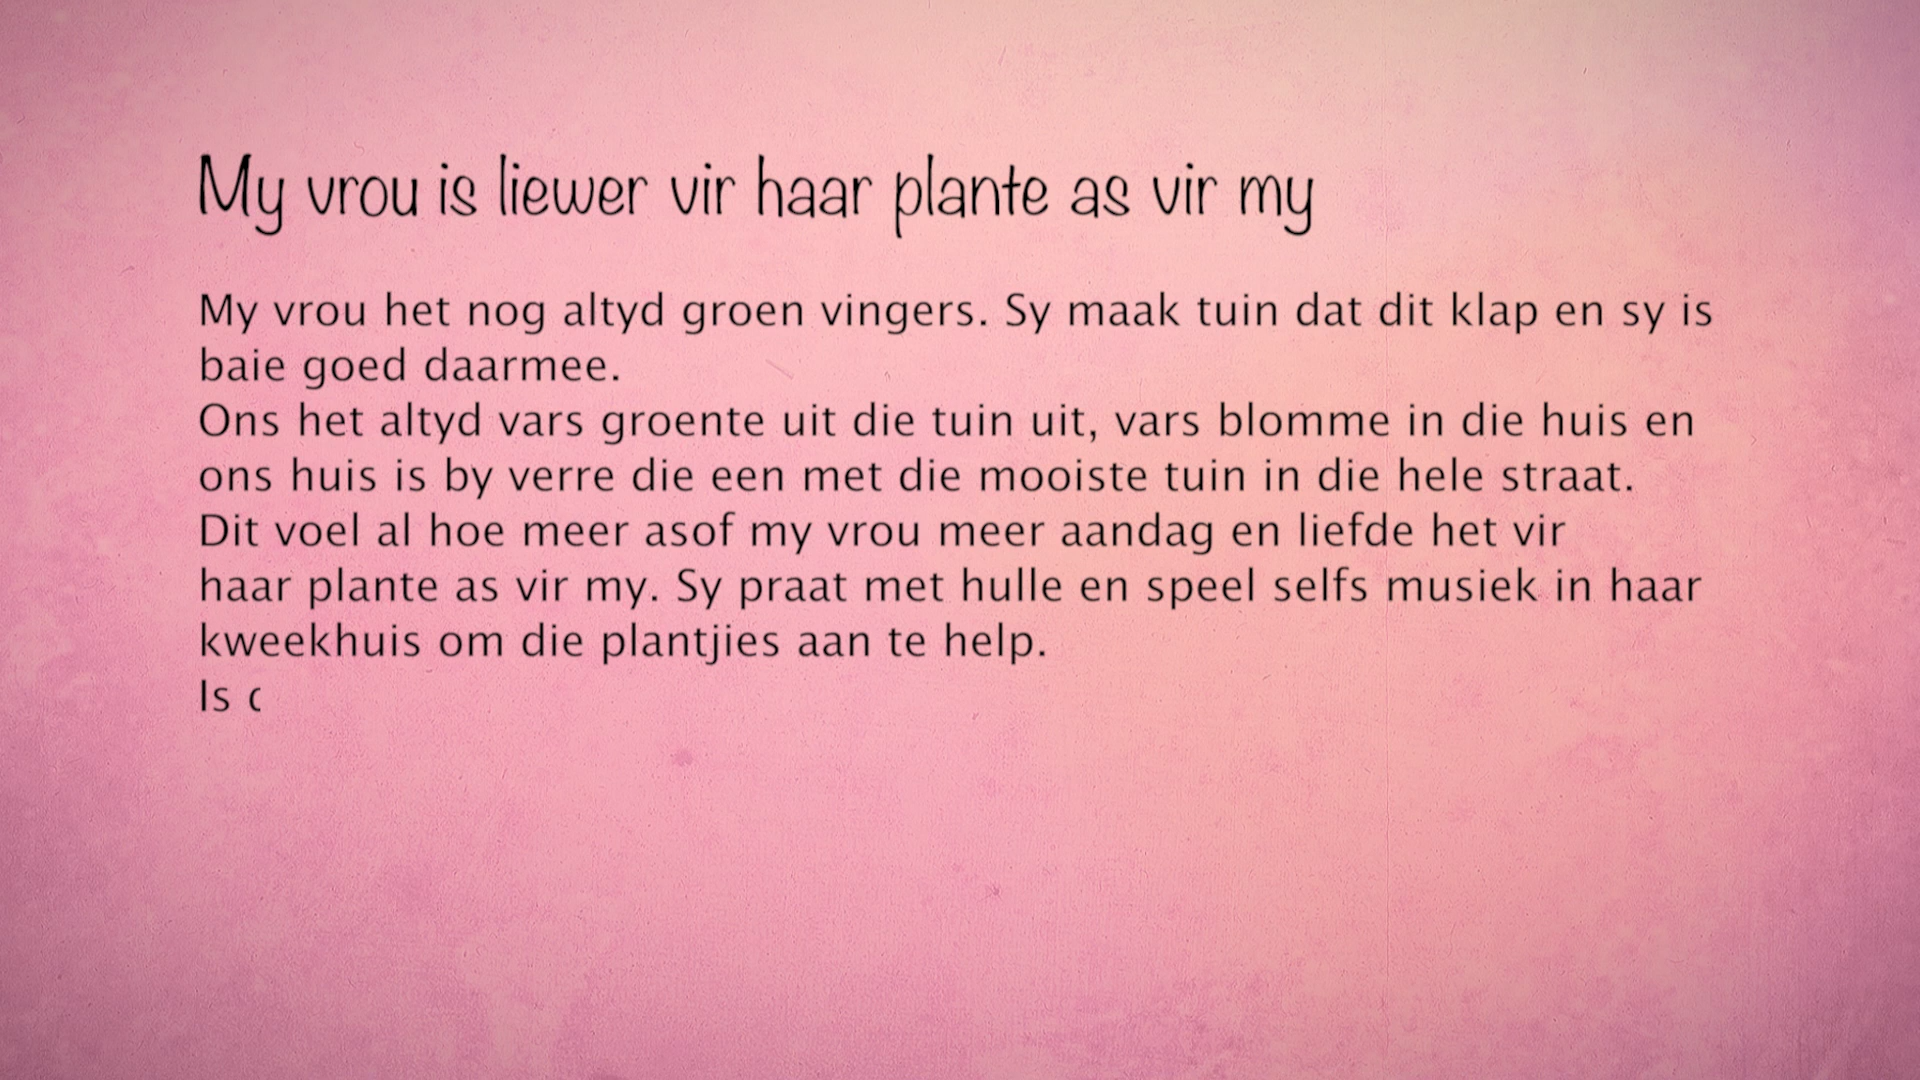 My vrou is liewer vir haar plante as vir my
My vrou het nog altyd groen vingers. Sy maak tuin dat dit klap en sy is
baie goed daarmee.
Ons het altyd vars groente uit die tuin uit, vars blomme in die huis en
ons huis is by verre die een met die mooiste tuin in die hele straat.
Dit voel al hoe meer asof my vrou meer aandag en liefde het vir
haar plante as vir my. Sy praat met hulle en speel selfs musiek in haar
kweekhuis om die plantjies aan te help.
Is